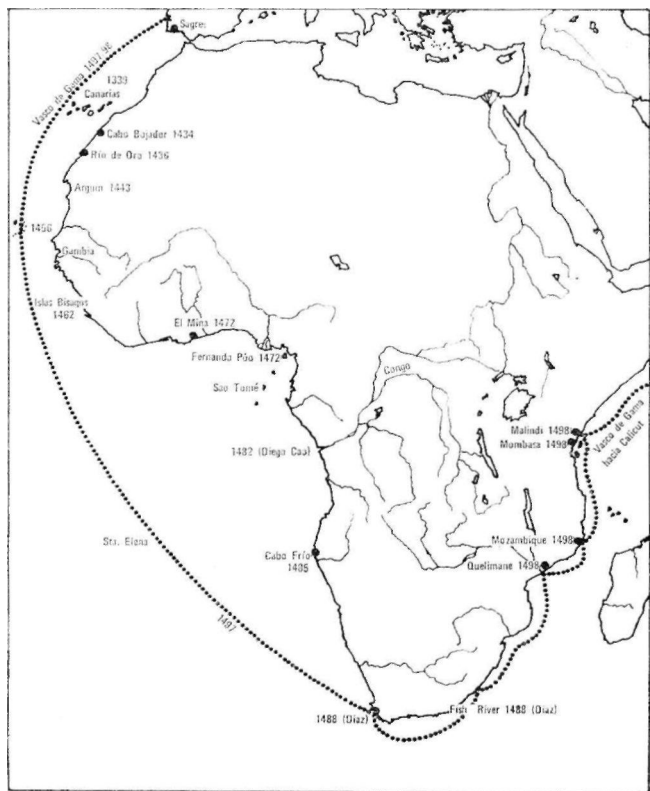 Sagres
Vasco de Gama 1497-98
1339
Canarias
Cabo Bojador 1434
Río de Oro 1436
Arguin 1443
1456
Gambia
Islas Bisagos
1462
El Mina 1472
Fernando Póo 1472
Sao Tomé
Congo
1482 (Diego Cao)
Malindi 1498
Mombasa 1498
Vasco de Gama
hacia Calicut
Sta. Elena
Cabo Frío
1485
Mozambique 1498
Quelimane 1498
1497
1488 (Díaz)
Fish River 1488 (Díaz)